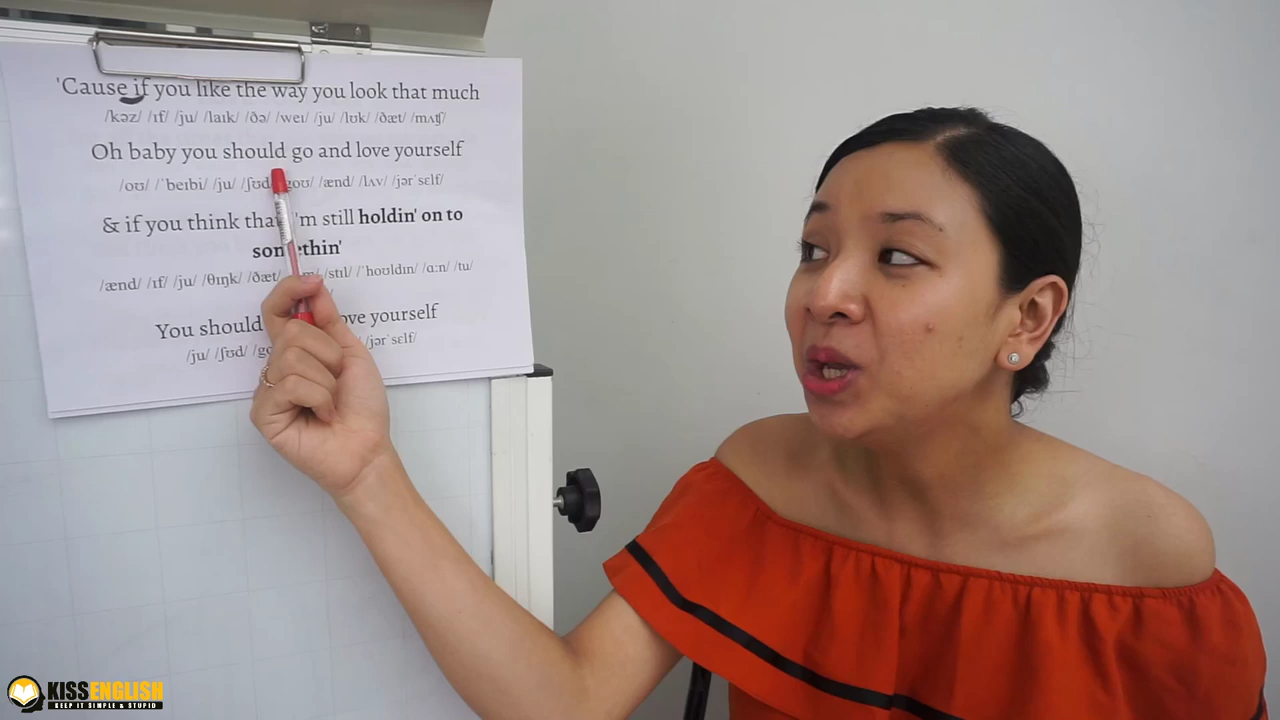 'Cause if you like the way you look that much
/kəz/ /ɪf/ /ju/ /laɪk/ /ðə/ /weɪ/ /ju/ /lʊk/ /ðæt/ /mʌʧ/
Oh baby you should go and love yourself
/oʊ/ /ˈbeɪbi/ /ju/ /ʃʊd/ goʊ/ /ænd/ /lʌv/ /jərˈsɛlf/
& if you think 'm still holdin' on to
/ænd/ /ɪf/ /ju/ /θɪŋk/ /ðæt/ /stɪl/ /ˈhoʊldɪn/ /ɑːn/ /tu/
You should yourself
/ju/ /ʃʊd/ /jərˈsɛlf/
KISS ENGLISH
KEEP IT SIMPLE & STUPID